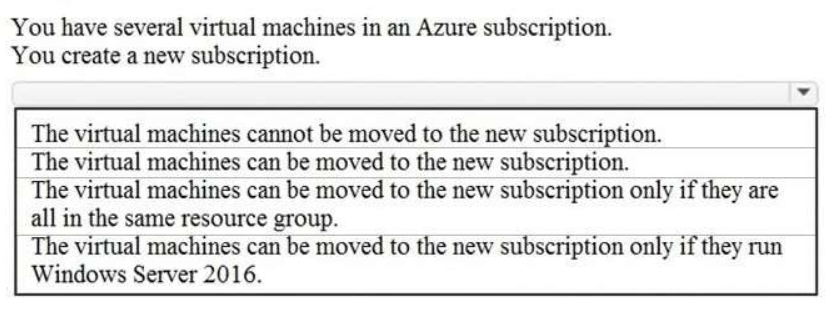 You have several virtual machines in an Azure subscription.
You create a new subscription.
The virtual machines cannot be moved to the new subscription.
The virtual machines can be moved to the new subscription.
The virtual machines can be moved to the new subscription only if they are
all in the same resource group.
The virtual machines can be moved to the new subscription only if they run
Windows Server 2016.